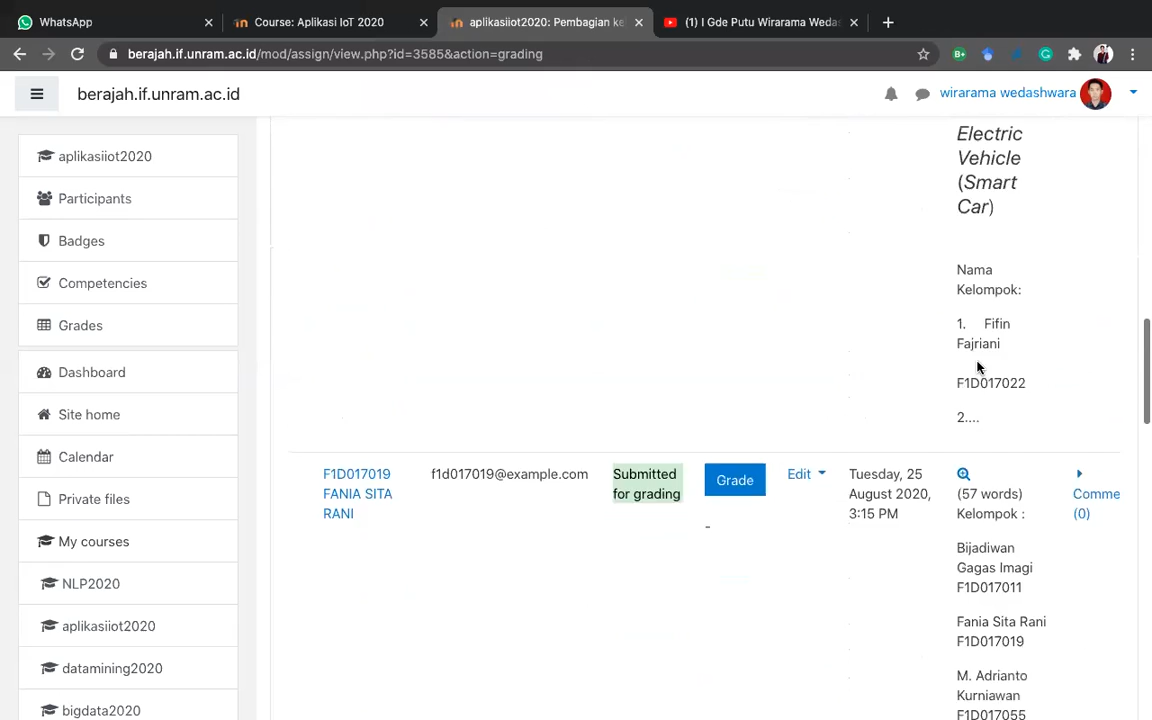 WhatsApp
Course: Aplikasi IoT 2020
aplikasiiot2020: Pembagian ke
(1) I Gde Putu Wirarama Weda
berajah.if.unram.ac.id/mod/assign/view.php?id=3585&action=grading
berajah.if.unram.ac.id
wirarama wedashwara
aplikasiiot2020
Participants
Badges
Competencies
Grades
Dashboard
Site home
Calendar
Private files
My courses
NLP2020
aplikasiiot2020
datamining2020
bigdata2020
Electric
Vehicle
(Smart
Car)
Nama
Kelompok:
1. Fifin
Fajriani
F1D017022
2....
F1D017019
FANIA SITA
RANI
f1d017019@example.com
Submitted
for grading
Grade
-
Edit
Tuesday, 25
August 2020,
3:15 PM
(57 words)
Kelompok :
Bijadiwan
Gagas Imagi
F1D017011
Fania Sita Rani
F1D017019
M. Adrianto
Kurniawan
F1D017055
Comme
(0)